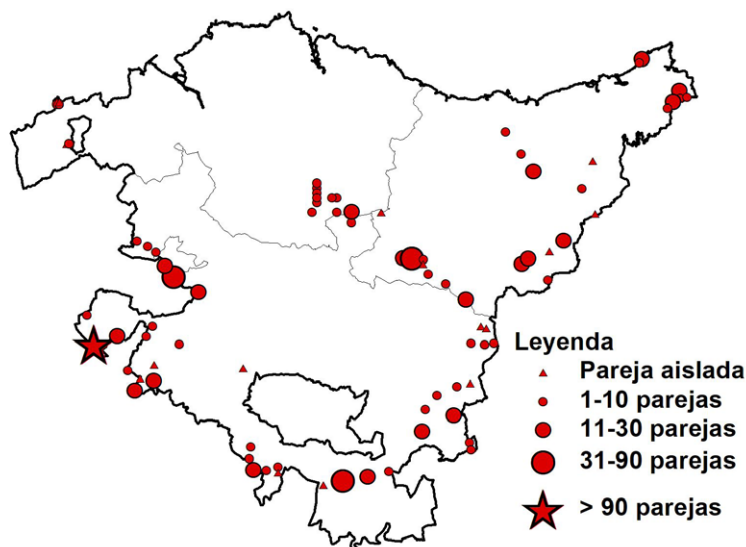 Leyenda
Pareja aislada
1-10 parejas
11-30 parejas
31-90 parejas
> 90 parejas